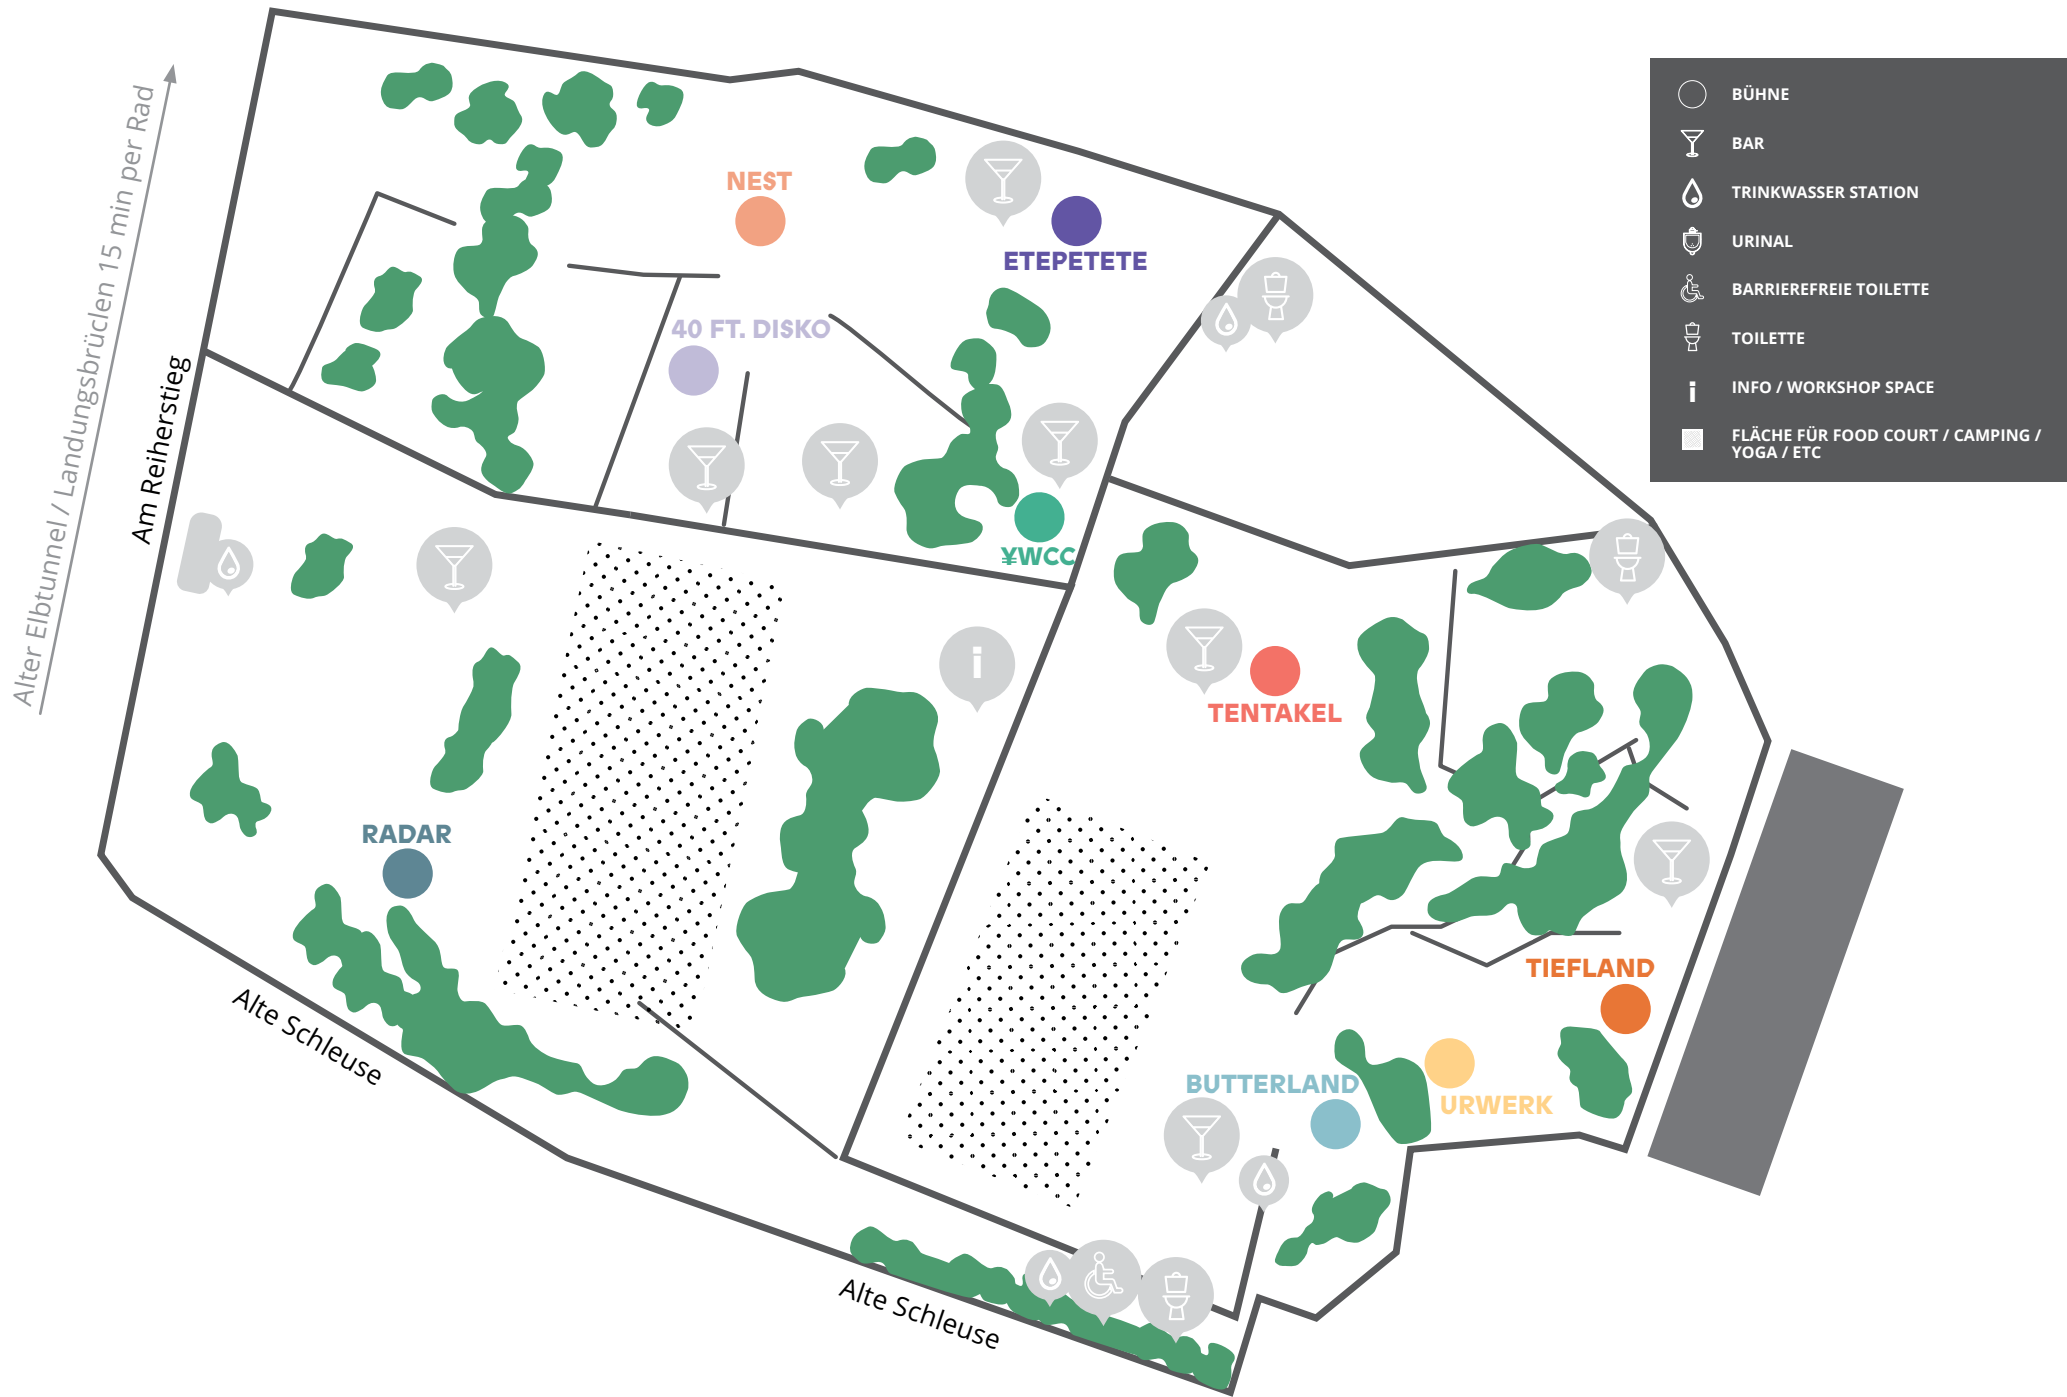 BÜHNE
BAR
TRINKWASSER STATION
URINAL
BARRIEREFREIE TOILETTE
TOILETTE
i
INFO / WORKSHOP SPACE
FLÄCHE FÜR FOOD COURT / CAMPING /
YOGA / ETC
Alter Elbtunnel / Landungsbrüclen 15 min per Rad
Am Reiherstieg
NEST
ETEPETETE
40 FT. DISKO
¥WCC
i
TENTAKEL
RADAR
TIEFLAND
BUTTERLAND
URWERK
Alte Schleuse
Alte Schleuse